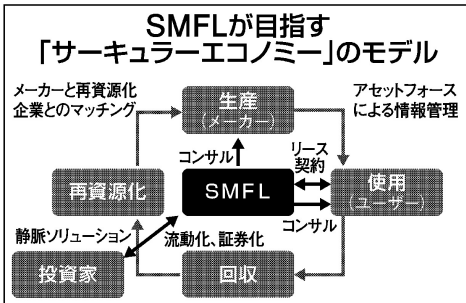 SMFLが目指す
「サーキュラーエコノミー」のモデル
メーカーと再資源化
企業とのマッチング
生産
(メーカー)
アセットフォース
による情報管理
コンサル
リース
契約
再資源化
SMFL
使用
(ユーザー)
コンサル
静脈ソリューション
流動化、証券化
投資家
回収